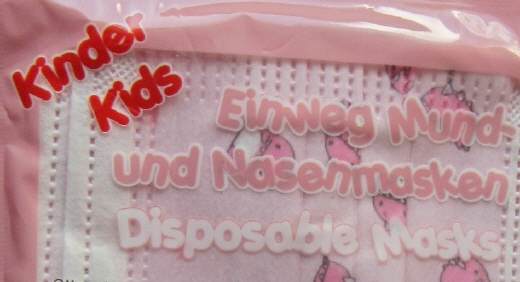 Kinder
Kids
Einweg Mund-
und Nasenmasken
Disposable Masks